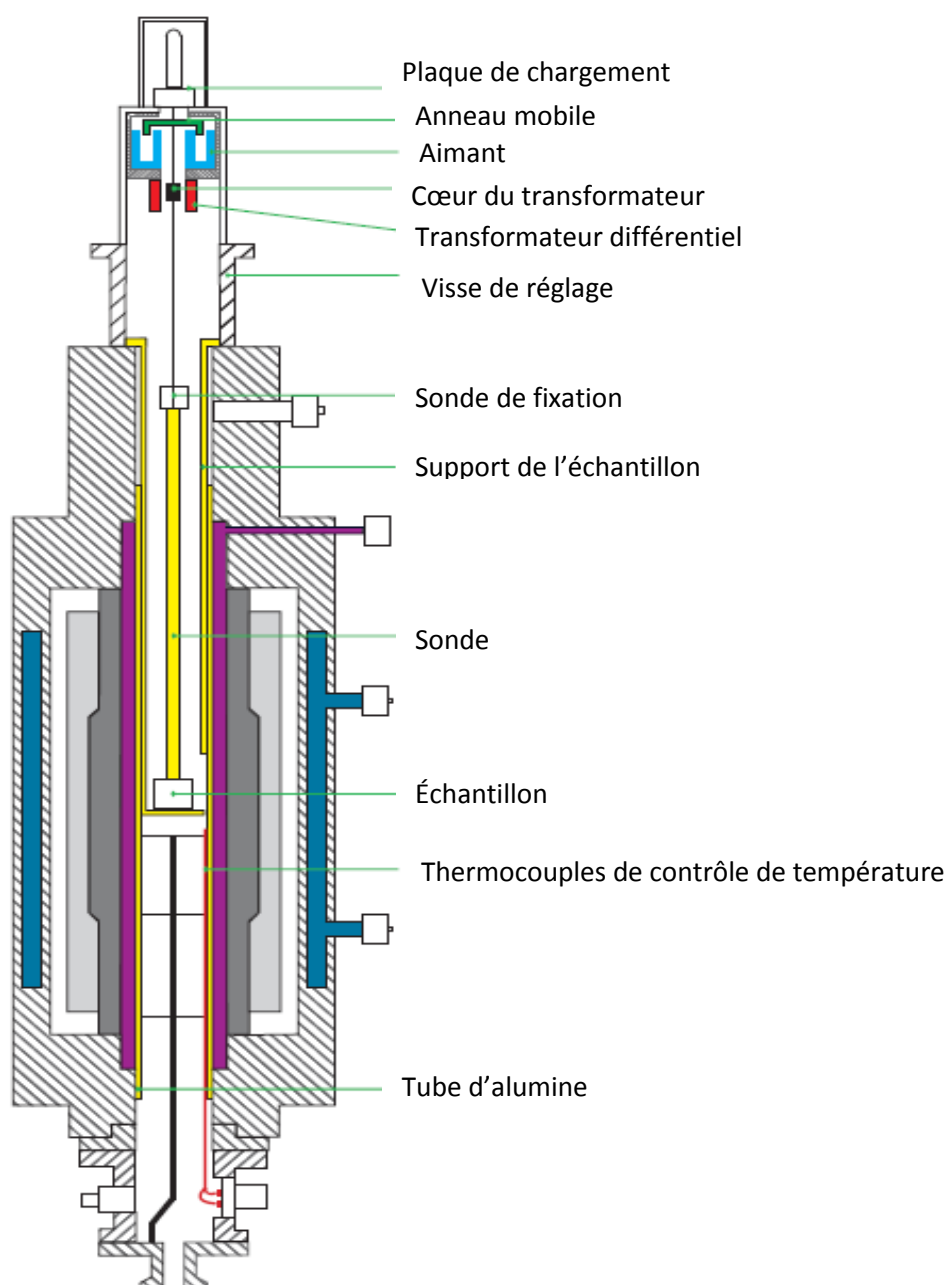 Plaque de chargement
Anneau mobile
Aimant
Cœur du transformateur
Transformateur différentiel
Visse de réglage
Sonde de fixation
Support de l’échantillon
Sonde
Échantillon
Thermocouples de contrôle de température
Tube d’alumine